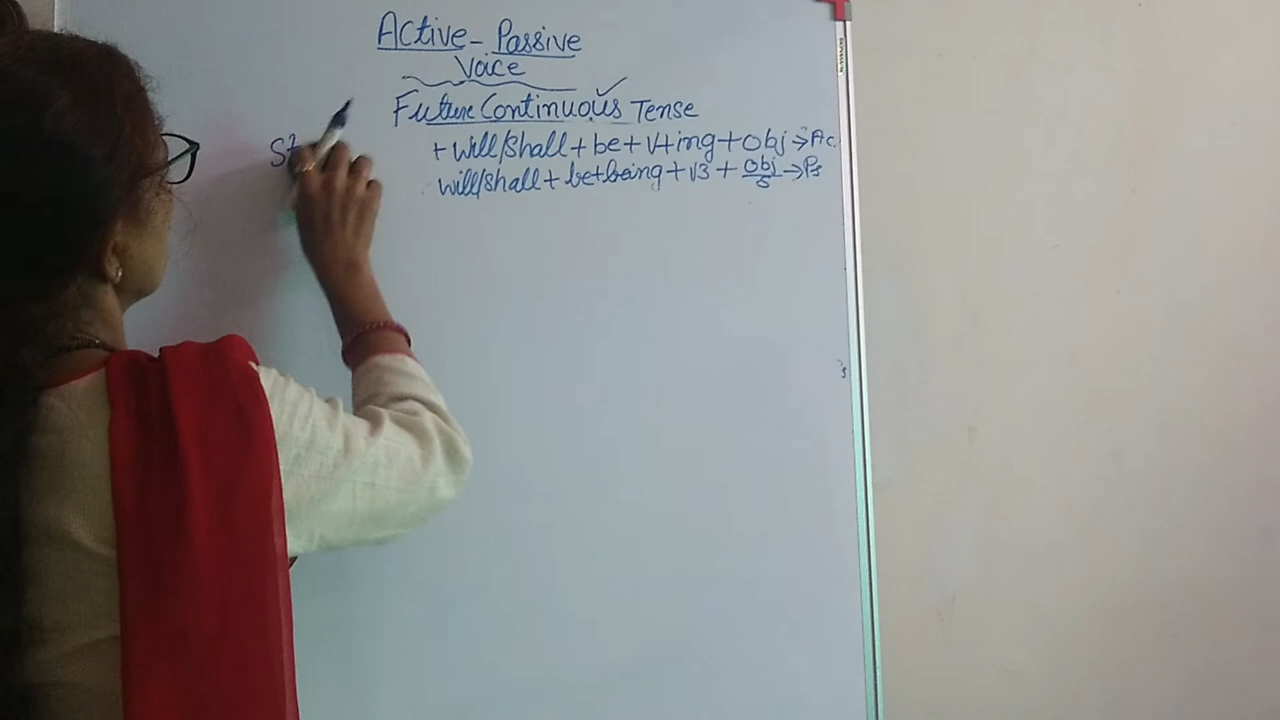 Active - Passive
Voice
Future Continuous Tense
+ will/shall + be + V+ing + Obj → Ac.
will/shall + be+being + V3 + Obj/S → Ps